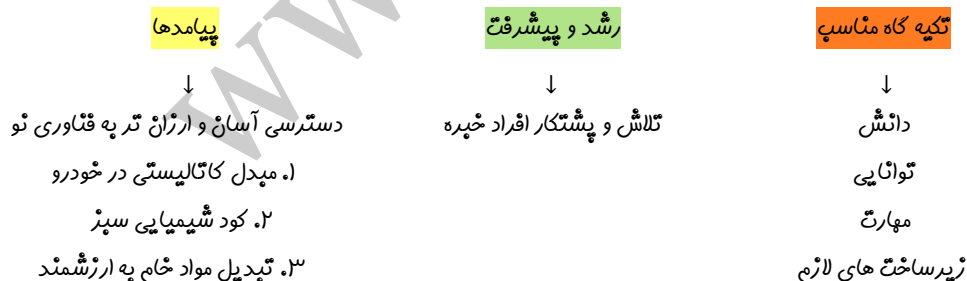 تکیه گاه مناسب
رشد و پیشرفت
پیامدها
↓ ↓ ↓
دانش
تلاش و پشتکار افراد خبره
دسترسی آسان و ارزان تر به فناوری نو
توانایی
۱. مبدل کاتالیستی در خودرو
مهارت
۲. کود شیمیایی سبز
زیرساخت های لازم
۳. تبدیل مواد خام به ارزشمند